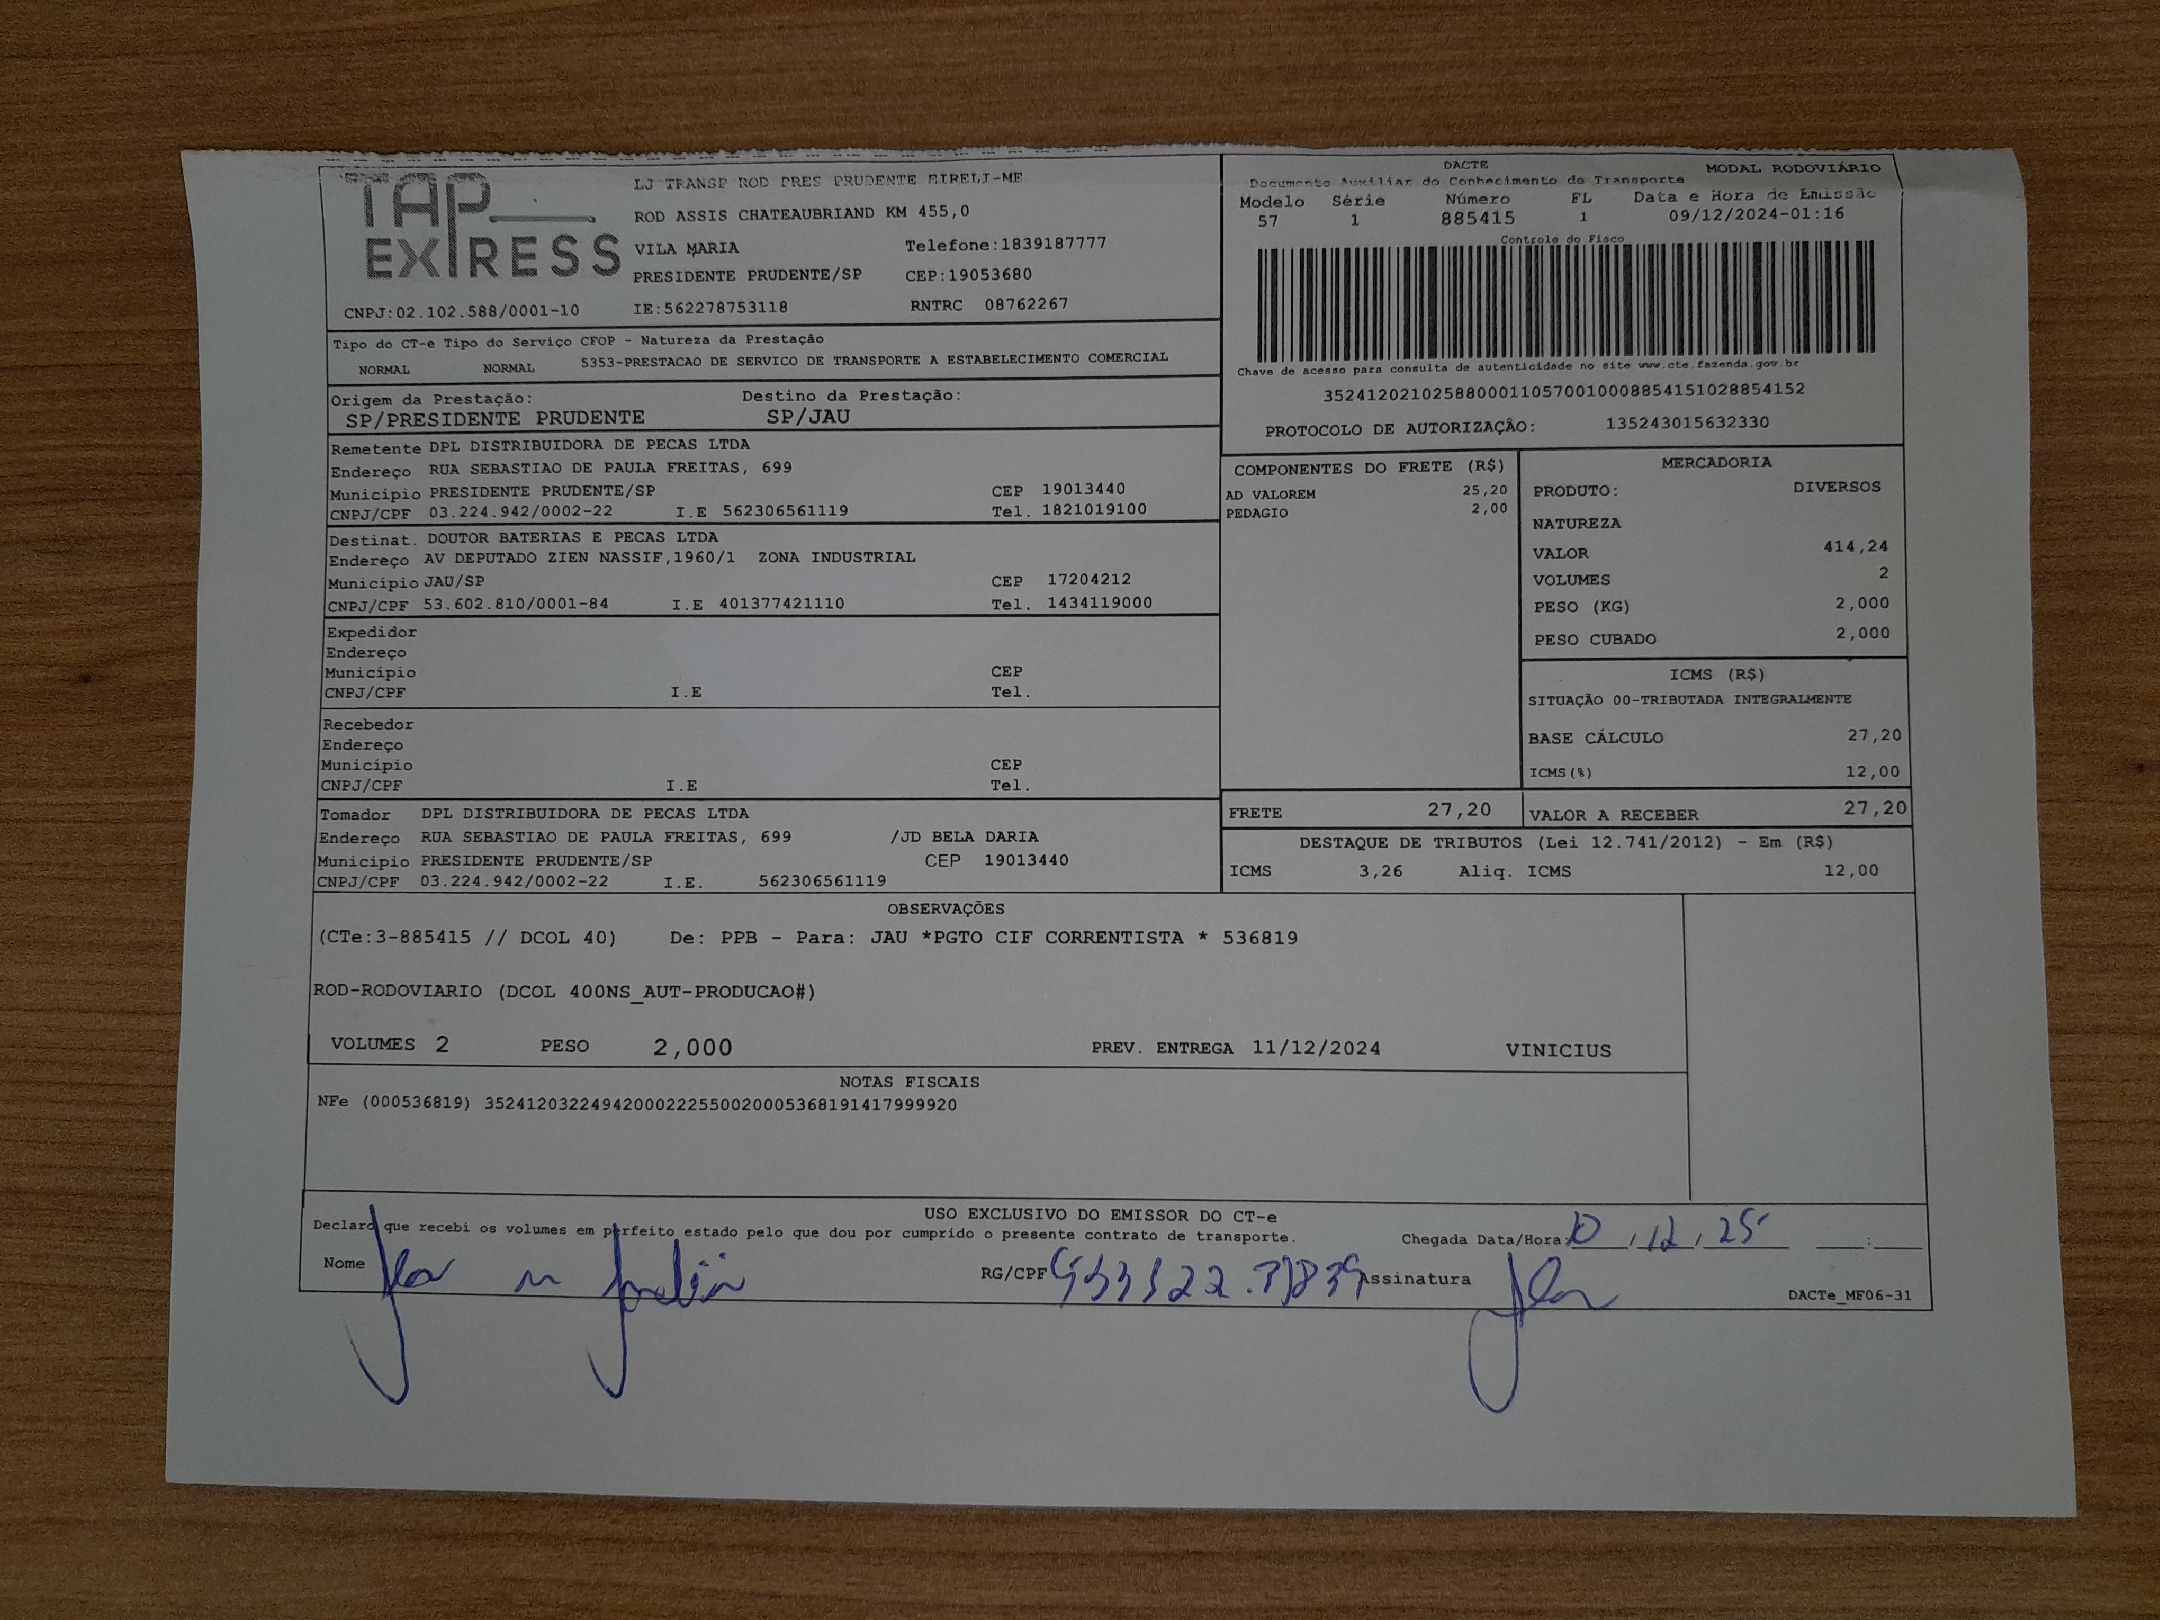 TAP EXPRESS
LJ TRANSP ROD PRES PRUDENTE EIRELI-ME
ROD ASSIS CHATEAUBRIAND KM 455,0
VILA MARIA Telefone:1839187777
PRESIDENTE PRUDENTE/SP CEP:19053680
CNPJ:02.102.588/0001-10 IE:562278753118 RNTRC 08762267
DACTE MODAL RODOVIÁRIO
Documento Auxiliar do Conhecimento de Transporte
Modelo Série Número FL Data e Hora de Emissão
57 1 885415 1 09/12/2024-01:16
Controle do Fisco
Chave de acesso para consulta de autenticidade no site www.cte.fazenda.gov.br
35241202102588000110570010008854151028854152
PROTOCOLO DE AUTORIZAÇÃO: 135243015632330
Tipo do CT-e Tipo do Serviço CFOP - Natureza da Prestação
NORMAL NORMAL 5353-PRESTACAO DE SERVICO DE TRANSPORTE A ESTABELECIMENTO COMERCIAL
Origem da Prestação: Destino da Prestação:
SP/PRESIDENTE PRUDENTE SP/JAU
Remetente DPL DISTRIBUIDORA DE PECAS LTDA
Endereço RUA SEBASTIAO DE PAULA FREITAS, 699
Município PRESIDENTE PRUDENTE/SP CEP 19013440
CNPJ/CPF 03.224.942/0002-22 I.E 562306561119 Tel. 1821019100
Destinat. DOUTOR BATERIAS E PECAS LTDA
Endereço AV DEPUTADO ZIEN NASSIF,1960/1 ZONA INDUSTRIAL
Município JAU/SP CEP 17204212
CNPJ/CPF 53.602.810/0001-84 I.E 401377421110 Tel. 1434119000
Expedidor
Endereço
Município CEP
CNPJ/CPF I.E Tel.
Recebedor
Endereço
Município CEP
CNPJ/CPF I.E Tel.
Tomador DPL DISTRIBUIDORA DE PECAS LTDA
Endereço RUA SEBASTIAO DE PAULA FREITAS, 699 /JD BELA DARIA
Município PRESIDENTE PRUDENTE/SP CEP 19013440
CNPJ/CPF 03.224.942/0002-22 I.E. 562306561119
COMPONENTES DO FRETE (R$)
AD VALOREM 25,20
PEDAGIO 2,00
MERCADORIA
PRODUTO: DIVERSOS
NATUREZA
VALOR 414,24
VOLUMES 2
PESO (KG) 2,000
PESO CUBADO 2,000
ICMS (R$)
SITUAÇÃO 00-TRIBUTADA INTEGRALMENTE
BASE CÁLCULO 27,20
ICMS(%) 12,00
FRETE 27,20 VALOR A RECEBER 27,20
DESTAQUE DE TRIBUTOS (Lei 12.741/2012) - Em (R$)
ICMS 3,26 Aliq. ICMS 12,00
OBSERVAÇÕES
(CTe:3-885415 // DCOL 40) De: PPB - Para: JAU *PGTO CIF CORRENTISTA * 536819
ROD-RODOVIARIO (DCOL 400NS_AUT-PRODUCAO#)
VOLUMES 2 PESO 2,000 PREV. ENTREGA 11/12/2024 VINICIUS
NOTAS FISCAIS
NFe (000536819) 35241203224942000222550020005368191417999920
USO EXCLUSIVO DO EMISSOR DO CT-e
Declaro que recebi os volumes em perfeito estado pelo que dou por cumprido o presente contrato de transporte. Chegada Data/Hora: 10,12,25 :
Nome RG/CPF Assinatura
DACTe_MF06-31